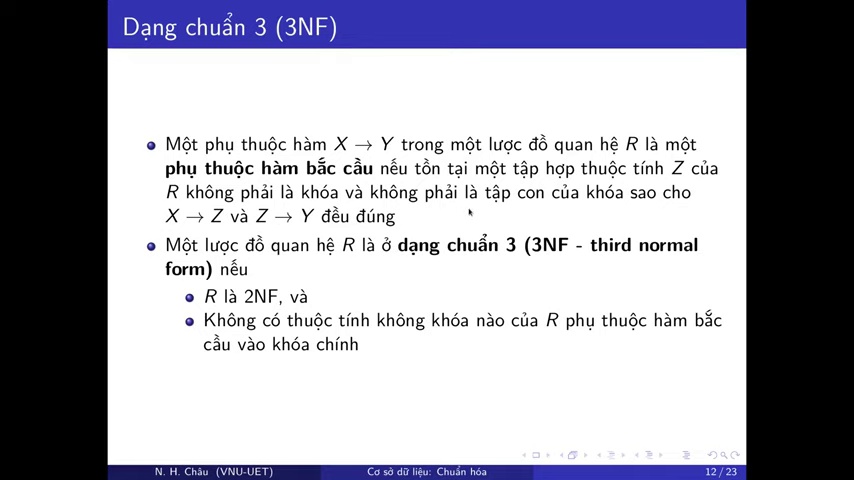 Dạng chuẩn 3 (3NF)
Một phụ thuộc hàm X → Y trong một lược đồ quan hệ R là một
phụ thuộc hàm bắc cầu nếu tồn tại một tập hợp thuộc tính Z của
R không phải là khóa và không phải là tập con của khóa sao cho
X → Z và Z → Y đều đúng
Một lược đồ quan hệ R là ở dạng chuẩn 3 (3NF - third normal
form) nếu
R là 2NF, và
Không có thuộc tính không khóa nào của R phụ thuộc hàm bắc
cầu vào khóa chính
N. H. Châu (VNU-UET) Cơ sở dữ liệu: Chuẩn hóa 12 / 23